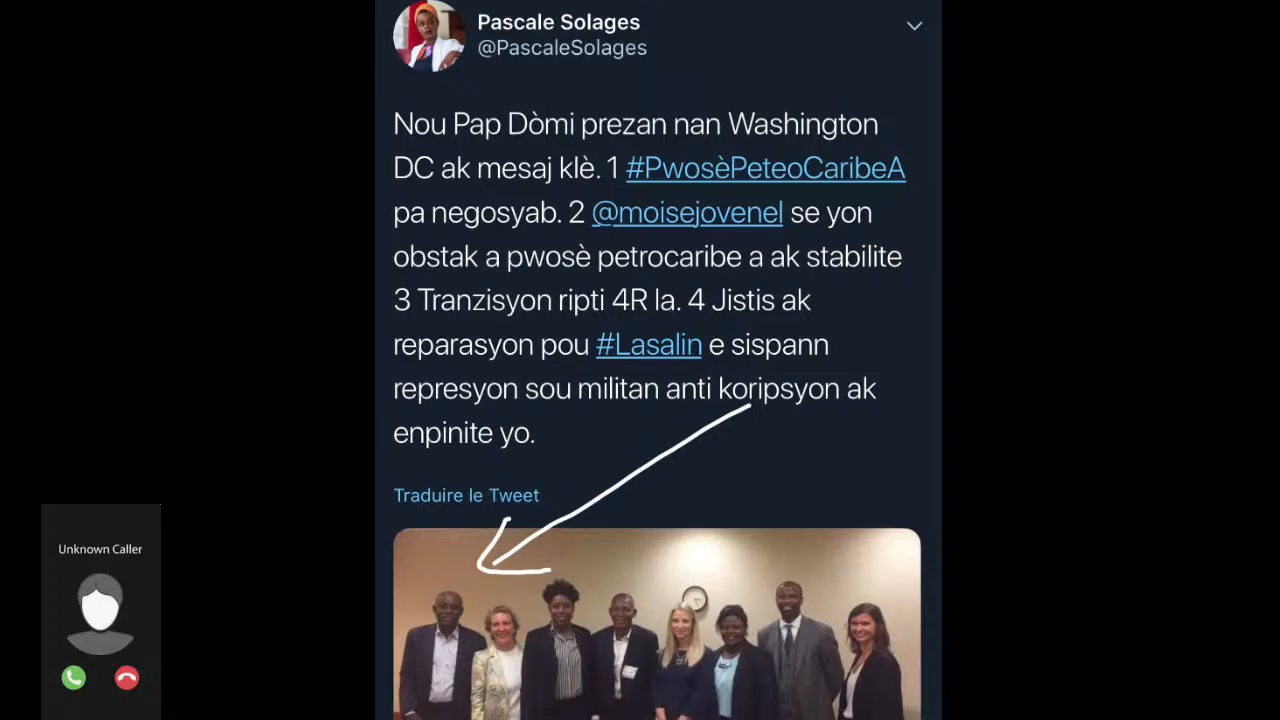 Pascale Solages
@PascaleSolages
Nou Pap Dòmi prezan nan Washington
DC ak mesaj klè. 1 #PwosèPeteoCaribeA
pa negosyab. 2 @moisejovenel se yon
obstak a pwosè petrocaribe a ak stabilite
3 Tranzisyon ripti 4R la. 4 Jistis ak
reparasyon pou #Lasalin e sispann
represyon sou militan anti koripsyon ak
enpinite yo.
Traduire le Tweet
Unknown Caller